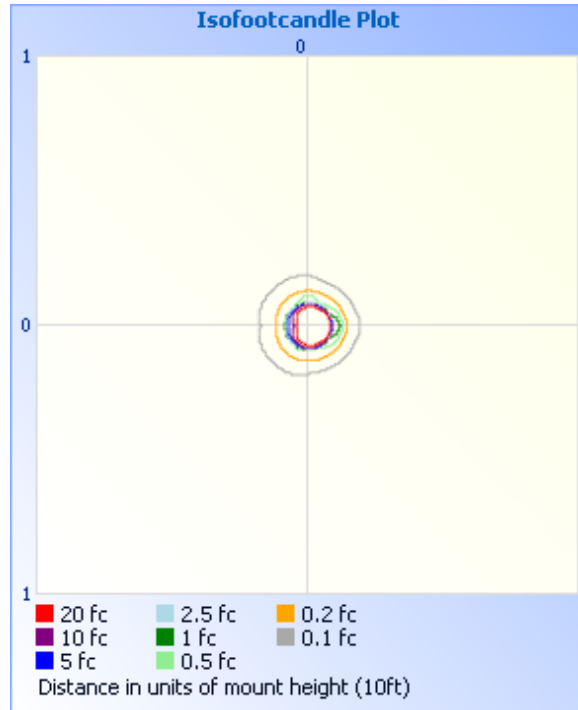 Isofootcandle Plot
0
1
0
1
20 fc 2.5 fc 0.2 fc
10 fc 1 fc 0.1 fc
5 fc 0.5 fc
Distance in units of mount height (10ft)